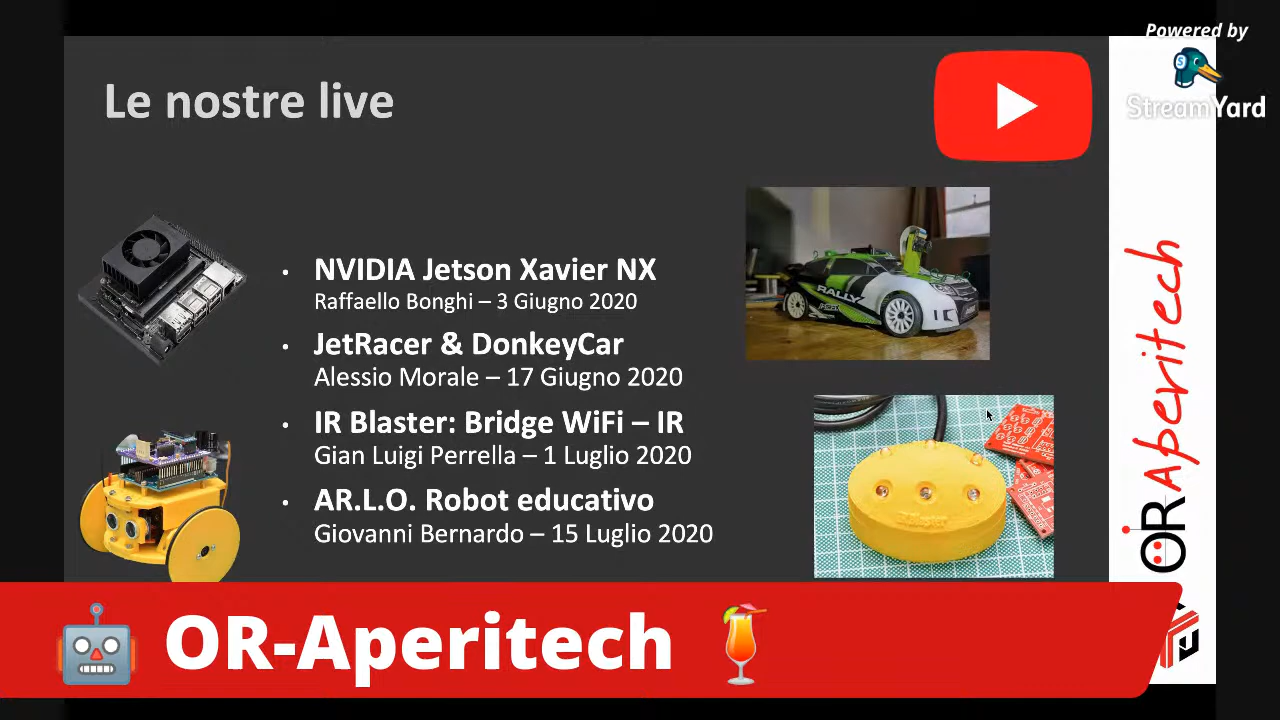 Powered by
StreamYard
Le nostre live
NVIDIA Jetson Xavier NX
Raffaello Bonghi – 3 Giugno 2020
JetRacer & DonkeyCar
Alessio Morale – 17 Giugno 2020
IR Blaster: Bridge WiFi – IR
Gian Luigi Perrella – 1 Luglio 2020
AR.L.O. Robot educativo
Giovanni Bernardo – 15 Luglio 2020
RALLY
OR Aperitech
OR-Aperitech